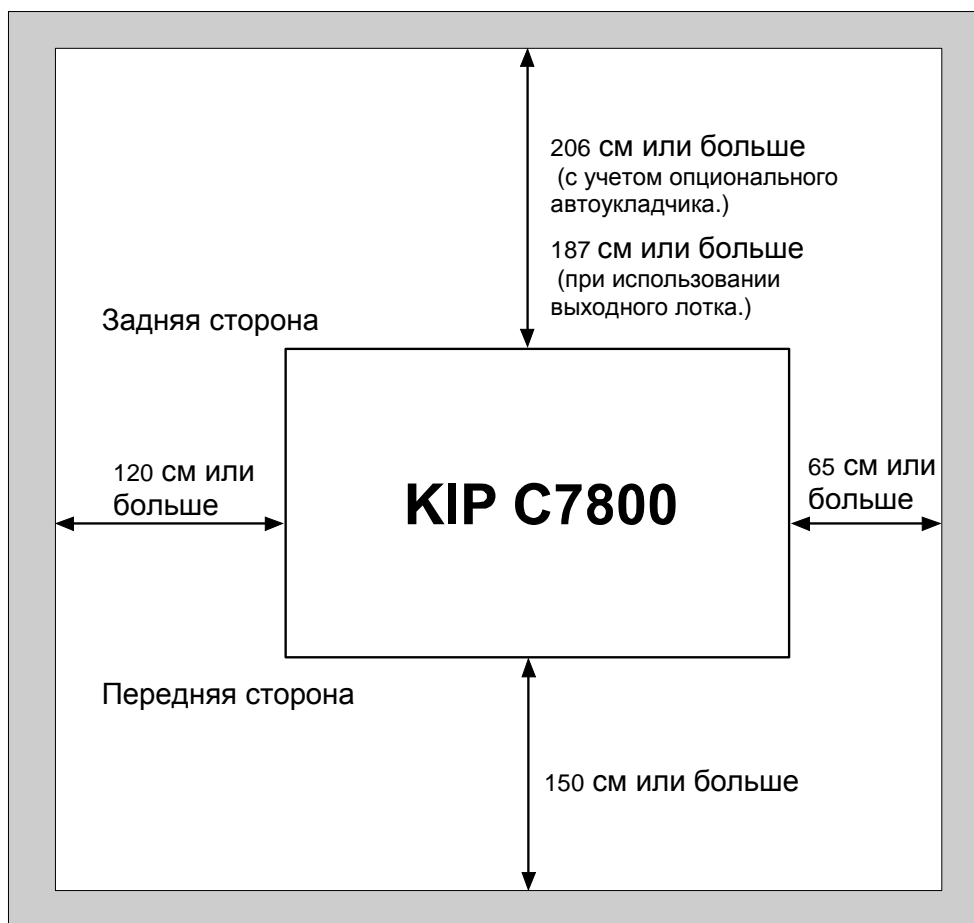 206 см или больше
(с учетом опционального
автоукладчика.)
187 см или больше
(при использовании
выходного лотка.)
Задняя сторона
120 см или
больше
KIP C7800
65 см или
больше
Передняя сторона
150 см или больше